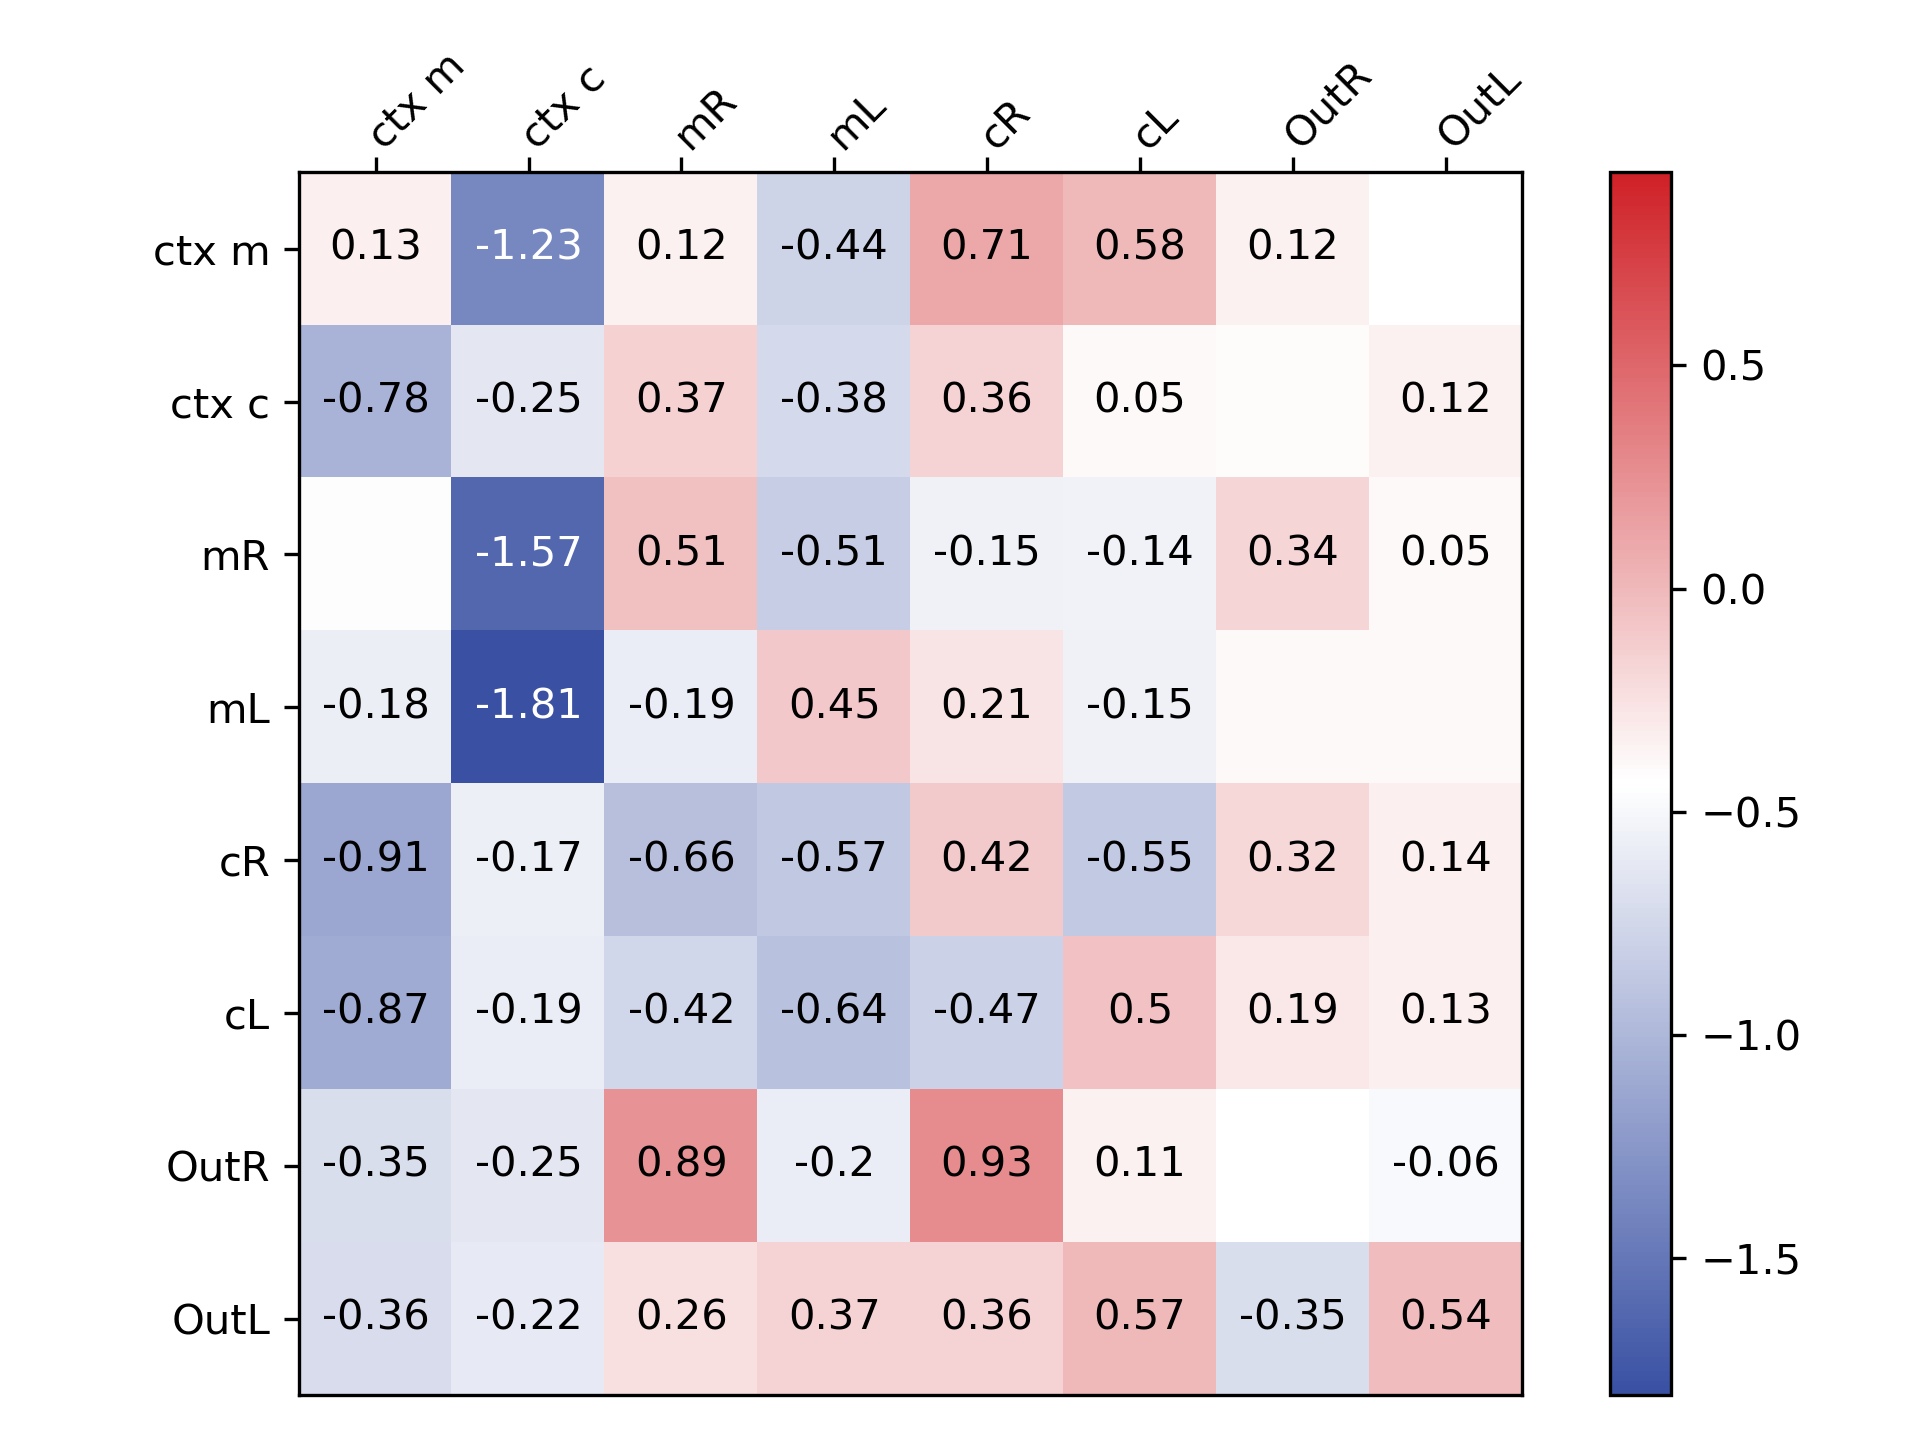 ctx m ctx c mR mL cR cL OutR OutL
ctx m 0.13 -1.23 0.12 -0.44 0.71 0.58 0.12
0.5
ctx c -0.78 -0.25 0.37 -0.38 0.36 0.05 0.12
mR -1.57 0.51 -0.51 -0.15 -0.14 0.34 0.05
0.0
mL -0.18 -1.81 -0.19 0.45 0.21 -0.15
−0.5
cR -0.91 -0.17 -0.66 -0.57 0.42 -0.55 0.32 0.14
cL -0.87 -0.19 -0.42 -0.64 -0.47 0.5 0.19 0.13
−1.0
OutR -0.35 -0.25 0.89 -0.2 0.93 0.11 -0.06
−1.5
OutL -0.36 -0.22 0.26 0.37 0.36 0.57 -0.35 0.54